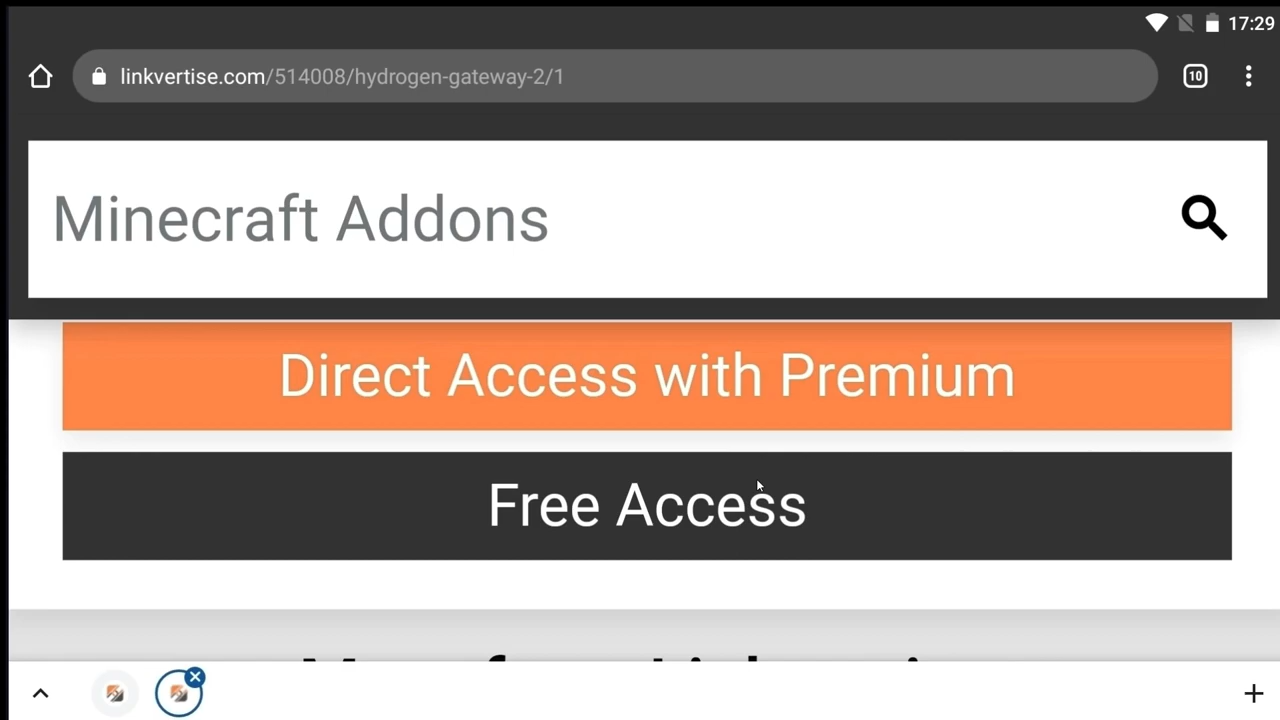 17:29
linkvertise.com/514008/hydrogen-gateway-2/1
10
Minecraft Addons
Direct Access with Premium
Free Access